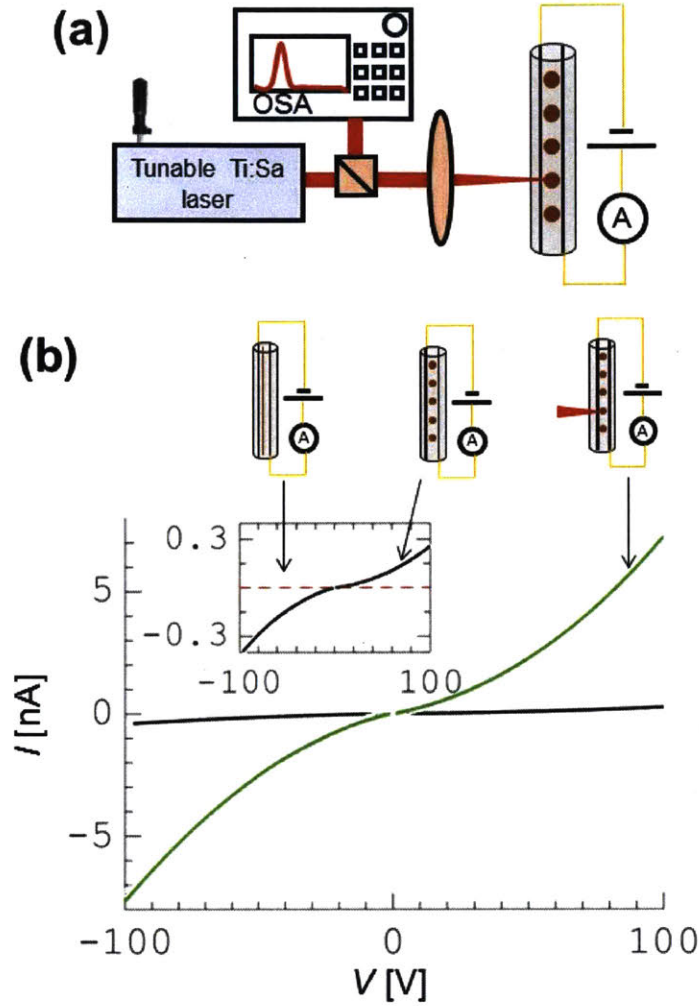 (a)
OSA
Tunable Ti:Sa
laser
A
(b)
A
A
A
0.3
-0.3
-100
100
5
0
-5
I [nA]
-100
0
100
V [V]